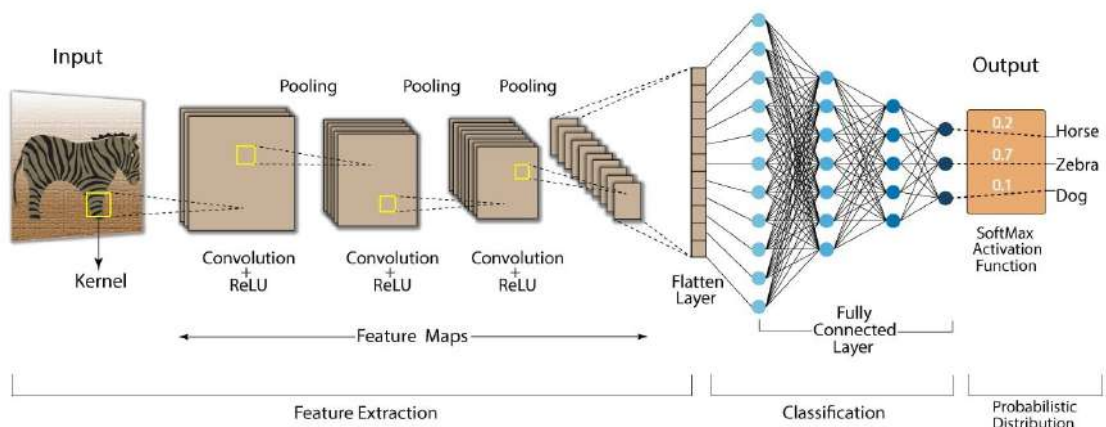 Input
Pooling
Pooling
Pooling
Output
0.2
Horse
0.7
Zebra
0.1
Dog
SoftMax
Activation
Function
Kernel
Convolution
+
ReLU
Convolution
+
ReLU
Convolution
+
ReLU
Flatten
Layer
Fully
Connected
Layer
Feature Maps
Feature Extraction
Classification
Probabilistic
Distribution